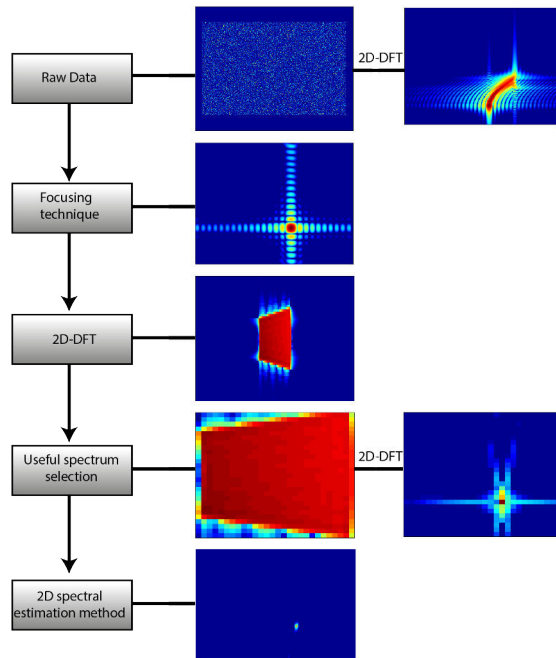 Raw Data
2D-DFT
Focusing
technique
2D-DFT
Useful spectrum
selection
2D-DFT
2D spectral
estimation method